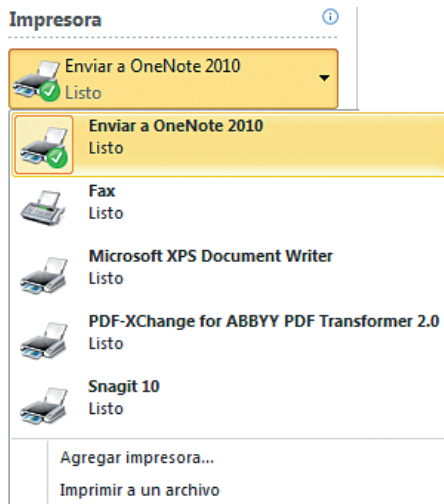 Impresora
Enviar a OneNote 2010
Listo
Enviar a OneNote 2010
Listo
Fax
Listo
Microsoft XPS Document Writer
Listo
PDF-XChange for ABBYY PDF Transformer 2.0
Listo
Snagit 10
Listo
Agregar impresora...
Imprimir a un archivo